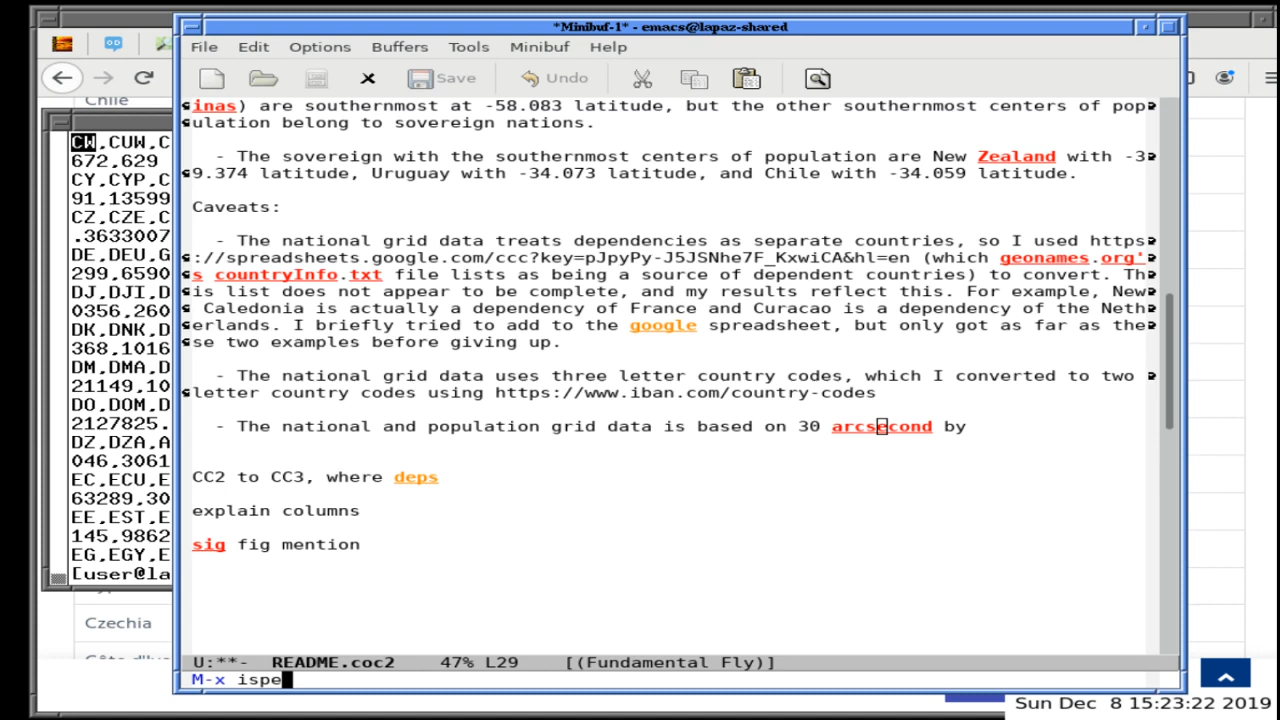 *Minibuf-1* - emacs@lapaz-shared
File Edit Options Buffers Tools Minibuf Help
Save Undo
Chile
CW,CUW,C
672,629
CY,CYP,C
91,13599
CZ,CZE,C
.3633007
DE,DEU,G
299,6590
DJ,DJI,D
0356,260
DK,DNK,D
368,1016
DM,DMA,D
21149,10
DO,DOM,D
2127825.
DZ,DZA,A
046,3061
EC,ECU,E
63289,30
EE,EST,E
145,9862
EG,EGY,E
[user@la
Czechia
inas) are southernmost at -58.083 latitude, but the other southernmost centers of pop
ulation belong to sovereign nations.
- The sovereign with the southernmost centers of population are New Zealand with -3
9.374 latitude, Uruguay with -34.073 latitude, and Chile with -34.059 latitude.
Caveats:
- The national grid data treats dependencies as separate countries, so I used https
://spreadsheets.google.com/ccc?key=pJpyPy-J5JSNhe7F_KxwiCA&hl=en (which geonames.org'
s countryInfo.txt file lists as being a source of dependent countries) to convert. Th
is list does not appear to be complete, and my results reflect this. For example, New
Caledonia is actually a dependency of France and Curacao is a dependency of the Neth
erlands. I briefly tried to add to the google spreadsheet, but only got as far as the
se two examples before giving up.
- The national grid data uses three letter country codes, which I converted to two
letter country codes using https://www.iban.com/country-codes
- The national and population grid data is based on 30 arcsecond by
CC2 to CC3, where deps
explain columns
sig fig mention
U:**- README.coc2 47% L29 [(Fundamental Fly)]
M-x ispe
Sun Dec 8 15:23:22 2019